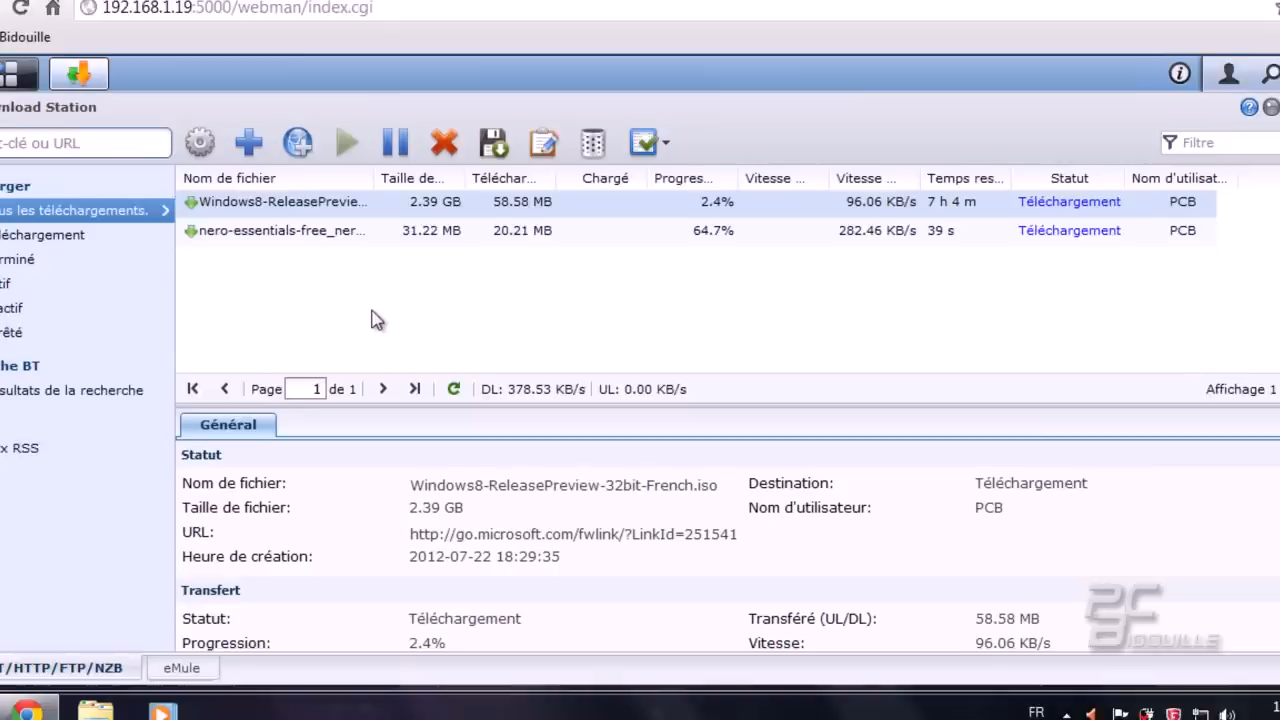 192.168.1.19:5000/webman/index.cgi
Bidouille
nload Station
t-clé ou URL
Filtre
rger
us les téléchargements.
léchargement
erminé
tif
actif
rêté
he BT
sultats de la recherche
x RSS
Nom de fichier Taille de... Téléchar... Chargé Progres... Vitesse ... Vitesse ... Temps res... Statut Nom d'utilisat...
Windows8-ReleasePrevie... 2.39 GB 58.58 MB 2.4% 96.06 KB/s 7 h 4 m Téléchargement PCB
nero-essentials-free_ner... 31.22 MB 20.21 MB 64.7% 282.46 KB/s 39 s Téléchargement PCB
Page 1 de 1 DL: 378.53 KB/s UL: 0.00 KB/s Affichage 1
Général
Statut
Nom de fichier: Windows8-ReleasePreview-32bit-French.iso Destination: Téléchargement
Taille de fichier: 2.39 GB Nom d'utilisateur: PCB
URL: http://go.microsoft.com/fwlink/?LinkId=251541
Heure de création: 2012-07-22 18:29:35
Transfert
Statut: Téléchargement Transféré (UL/DL): 58.58 MB
Progression: 2.4% Vitesse: 96.06 KB/s
BIDOUILLE
T/HTTP/FTP/NZB eMule
FR